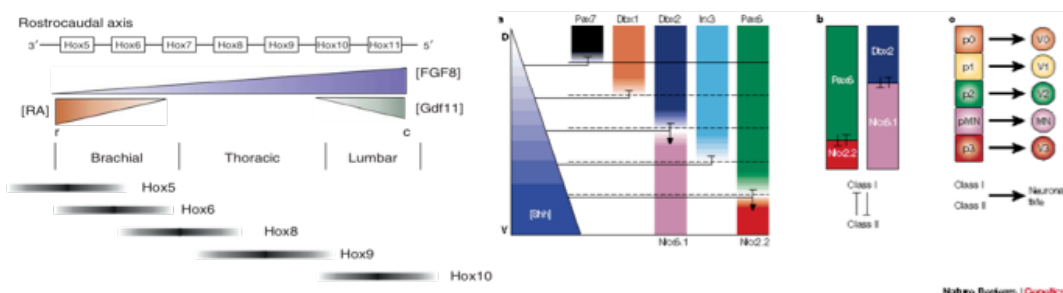 Rostrocaudal axis
3′ Hox5 Hox6 Hox7 Hox8 Hox9 Hox10 Hox11 5′
[FGF8]
[RA]
[Gdf11]
r
c
Brachial Thoracic Lumbar
Hox5
Hox6
Hox8
Hox9
Hox10
a
Pax7 Dbx1 Dbx2 Irx3 Pax6
D
[Shh]
V
Nkx6.1 Nkx2.2
b
Pax6
Dbx2
Nkx6.1
Nkx2.2
Class I
Class II
c
p0 V0
p1 V1
p2 V2
pMN MN
p3 V3
Class I
Class II
Neuronal
fate
Nature Reviews | Genetics